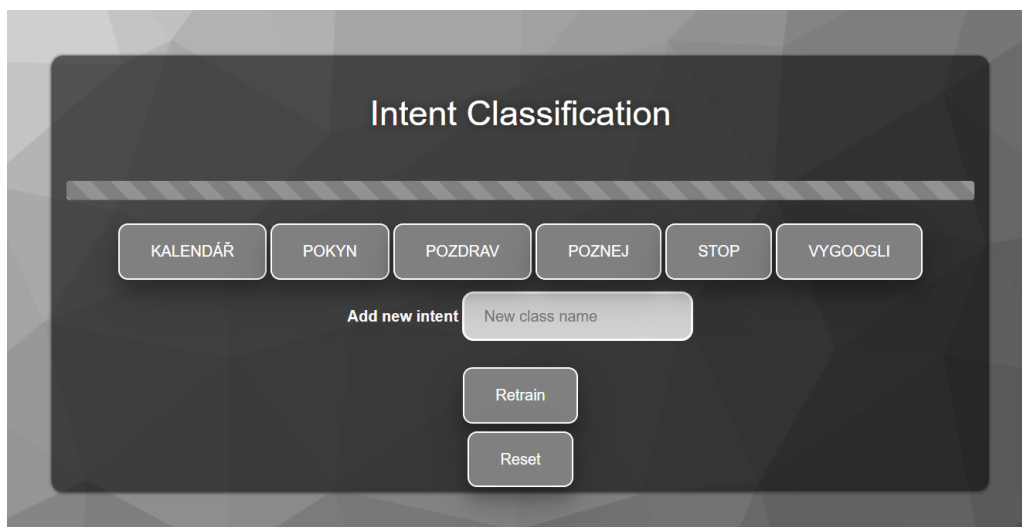 Intent Classification
KALENDÁŘ POKYN POZDRAV POZNEJ STOP VYGOOGLI
Add new intent New class name
Retrain
Reset